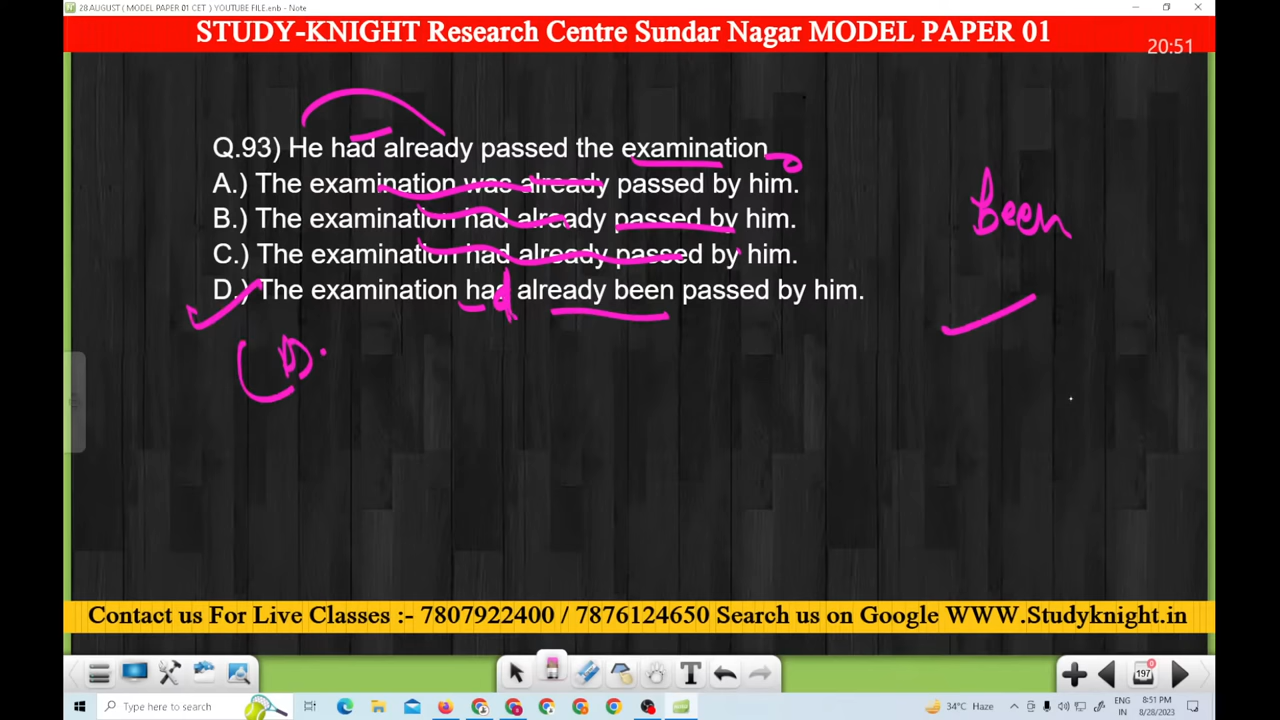 28 AUGUST ( MODEL PAPER 01 CET ) YOUTUBE FILE.enb - Note
STUDY-KNIGHT Research Centre Sundar Nagar MODEL PAPER 01
20:51
Q.93) He had already passed the examination
A.) The examination was already passed by him.
B.) The examination had already passed by him.
C.) The examination had already passed by him.
D.) The examination had already been passed by him.
Been
d
(D.
Contact us For Live Classes :- 7807922400 / 7876124650 Search us on Google WWW.Studyknight.in
197
0
Type here to search
34°C Haze
ENG
IN
8:51 PM
8/28/2023